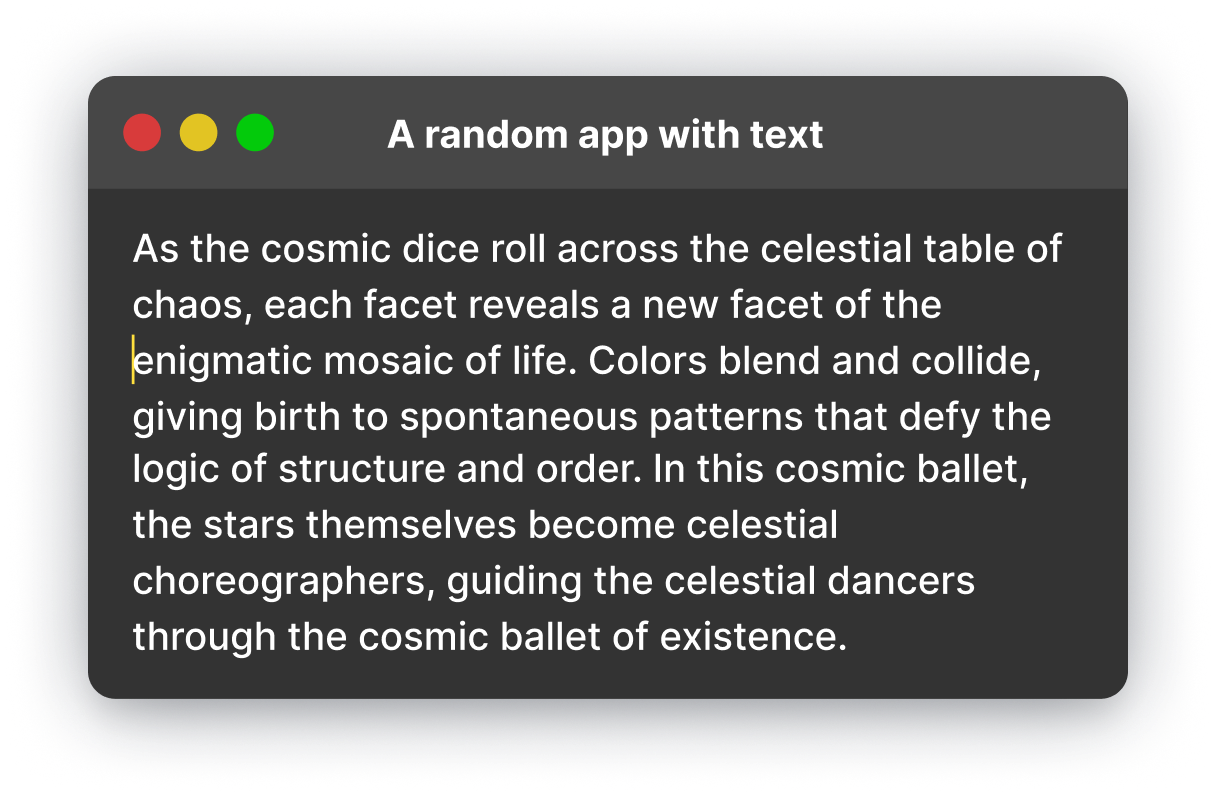 A random app with text
As the cosmic dice roll across the celestial table of
chaos, each facet reveals a new facet of the
enigmatic mosaic of life. Colors blend and collide,
giving birth to spontaneous patterns that defy the
logic of structure and order. In this cosmic ballet,
the stars themselves become celestial
choreographers, guiding the celestial dancers
through the cosmic ballet of existence.